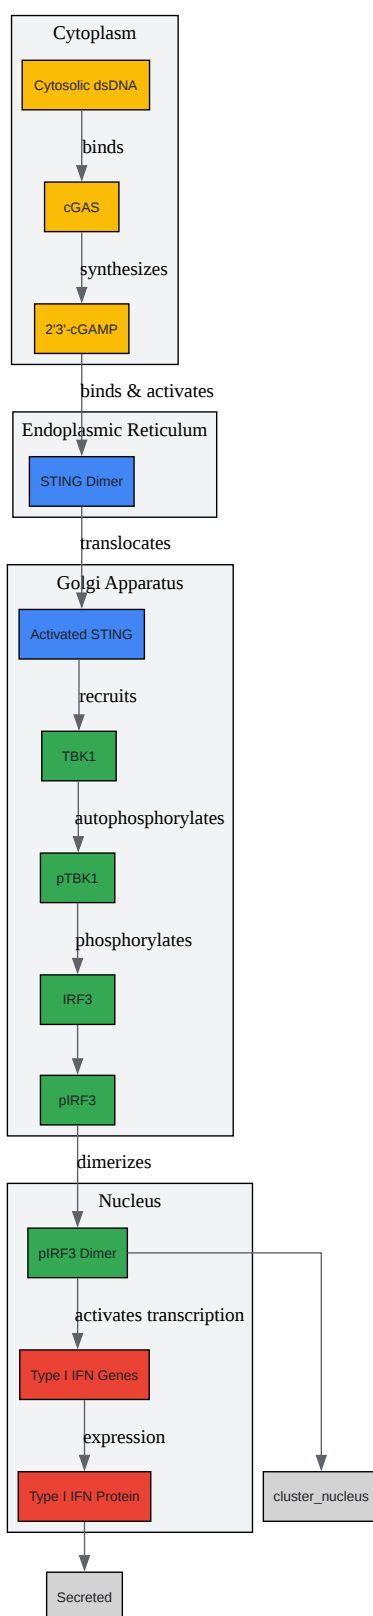 Cytoplasm
Cytosolic dsDNA
binds
cGAS
synthesizes
2'3'-cGAMP
binds & activates
Endoplasmic Reticulum
STING Dimer
translocates
Golgi Apparatus
Activated STING
recruits
TBK1
autophosphorylates
pTBK1
phosphorylates
IRF3
pIRF3
dimerizes
Nucleus
pIRF3 Dimer
activates transcription
Type I IFN Genes
expression
Type I IFN Protein
cluster_nucleus
Secreted